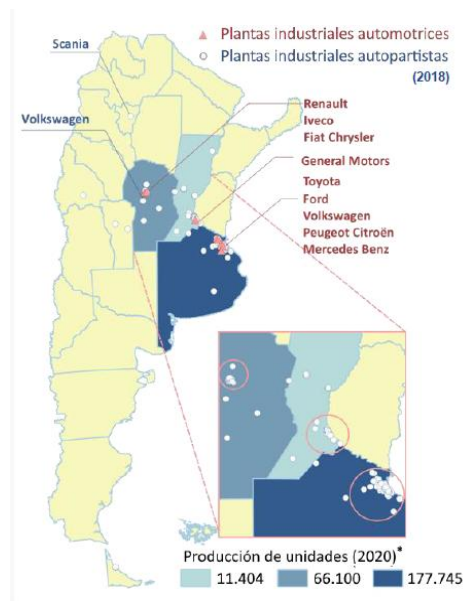 Plantas industriales automotrices
Scania
Plantas industriales autopartistas
(2018)
Volkswagen
Renault
Iveco
Fiat Chrysler
General Motors
Toyota
Ford
Volkswagen
Peugeot Citroën
Mercedes Benz
Producción de unidades (2020)*
11.404 66.100 177.745